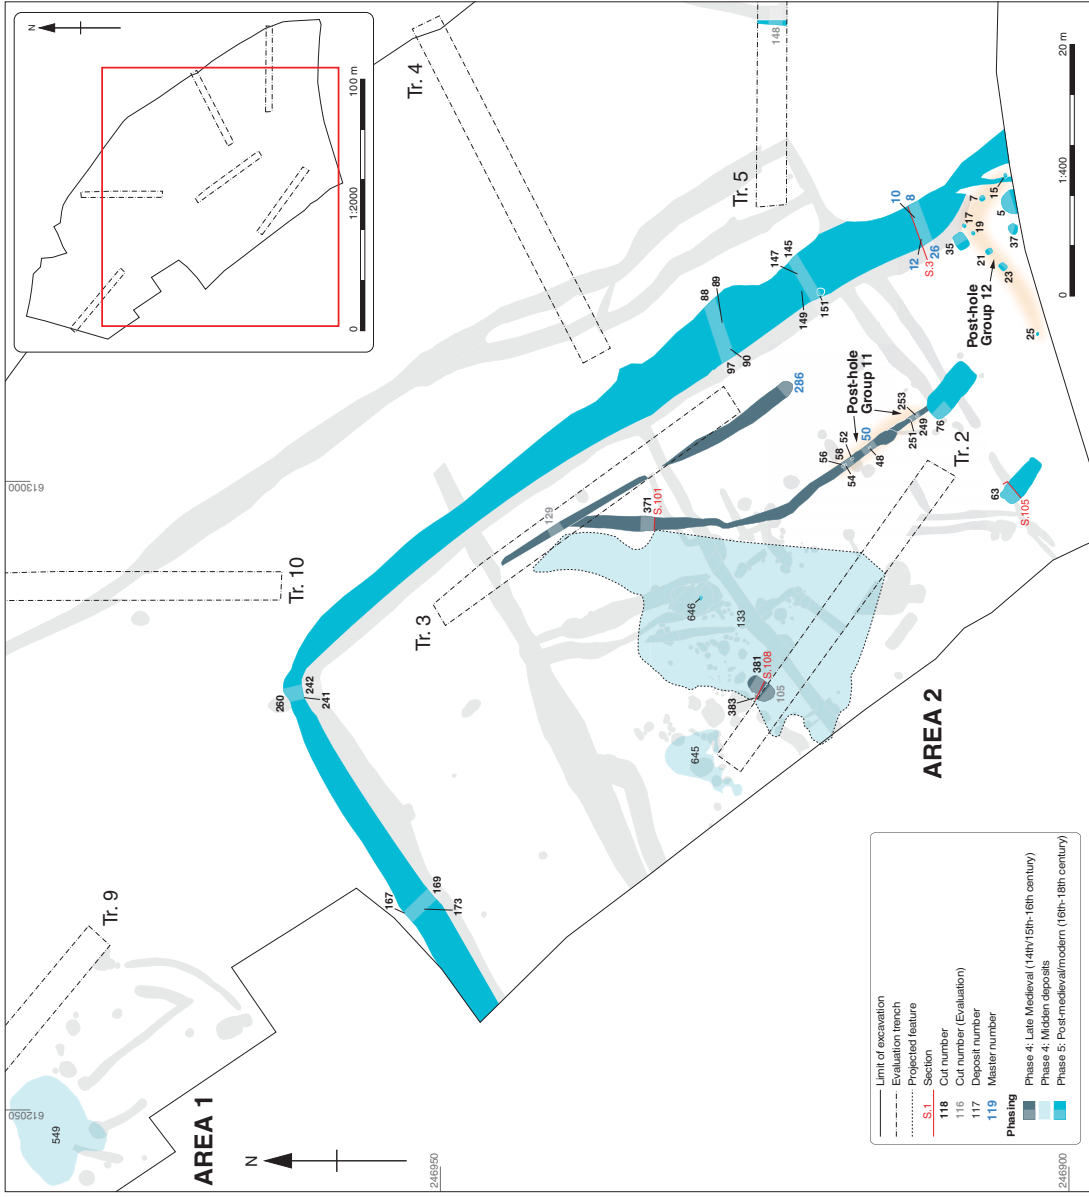 N
0
1:2000
100 m
Tr. 4
148
Tr. 5
0
1:400
20 m
10
8
12
26
S.3
15
7
17
19
5
35
37
21
23
25
Post-hole
Group 12
147
145
149
151
88
89
97
90
286
Post-hole
Group 11
253
52
50
56
58
54
48
251
249
76
Tr. 2
63
S.105
613000
129
371
S.101
Tr. 10
Tr. 3
646
133
381
S.108
383
105
645
AREA 2
260
242
241
167
169
173
Tr. 9
549
612050
AREA 1
N
246950
246900
Limit of excavation
Evaluation trench
Projected feature
S.1 Section
118 Cut number
116 Cut number (Evaluation)
117 Deposit number
119 Master number
Phasing
Phase 4: Late Medieval (14th/15th-16th century)
Phase 4: Midden deposits
Phase 5: Post-medieval/modern (16th-18th century)